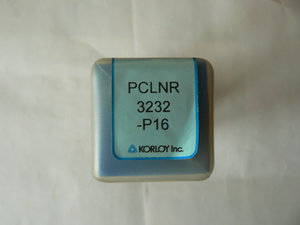 PCLNR
3232
-P16
KORLOY Inc.